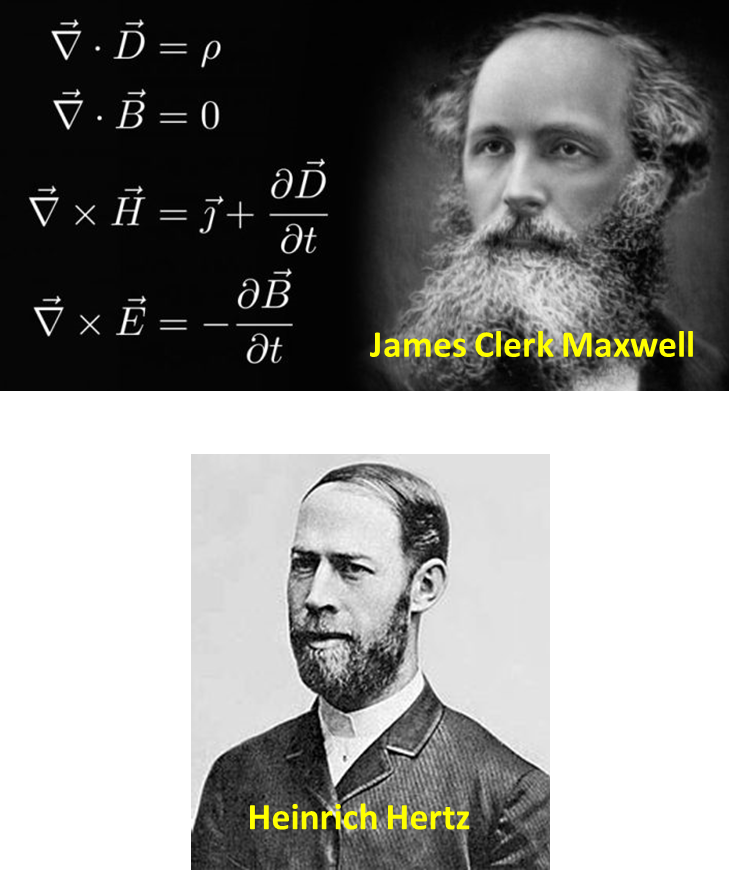 ∇⃗ · D⃗ = ρ
∇⃗ · B⃗ = 0
∇⃗ × H⃗ = j⃗ + ∂D⃗/∂t
∇⃗ × E⃗ = −∂B⃗/∂t
James Clerk Maxwell
Heinrich Hertz